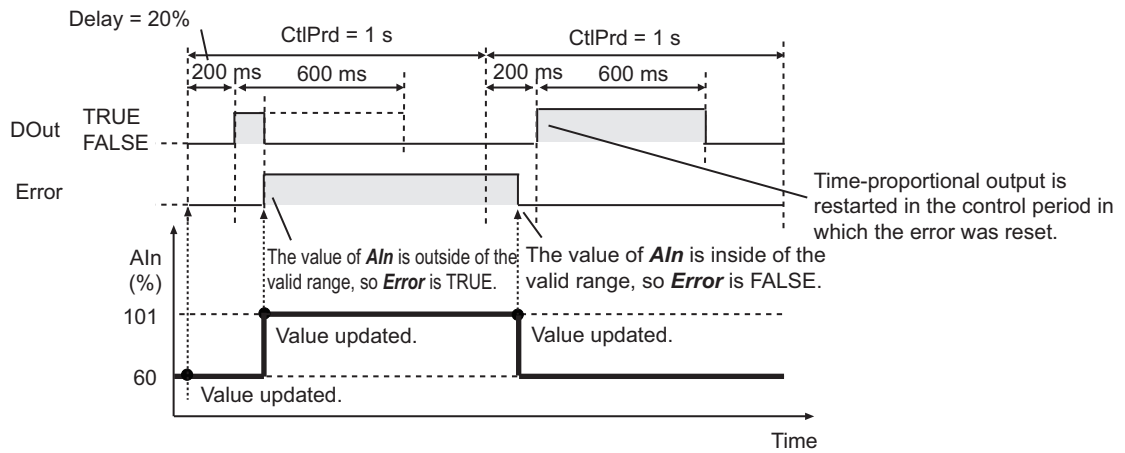 Delay = 20%
CtlPrd = 1 s
CtlPrd = 1 s
200 ms
600 ms
200 ms
600 ms
DOut
TRUE
FALSE
Error
Time-proportional output is
restarted in the control period in
which the error was reset.
The value of AIn is outside of the
valid range, so Error is TRUE.
The value of AIn is inside of the
valid range, so Error is FALSE.
AIn
(%)
101
Value updated.
Value updated.
60
Value updated.
Time